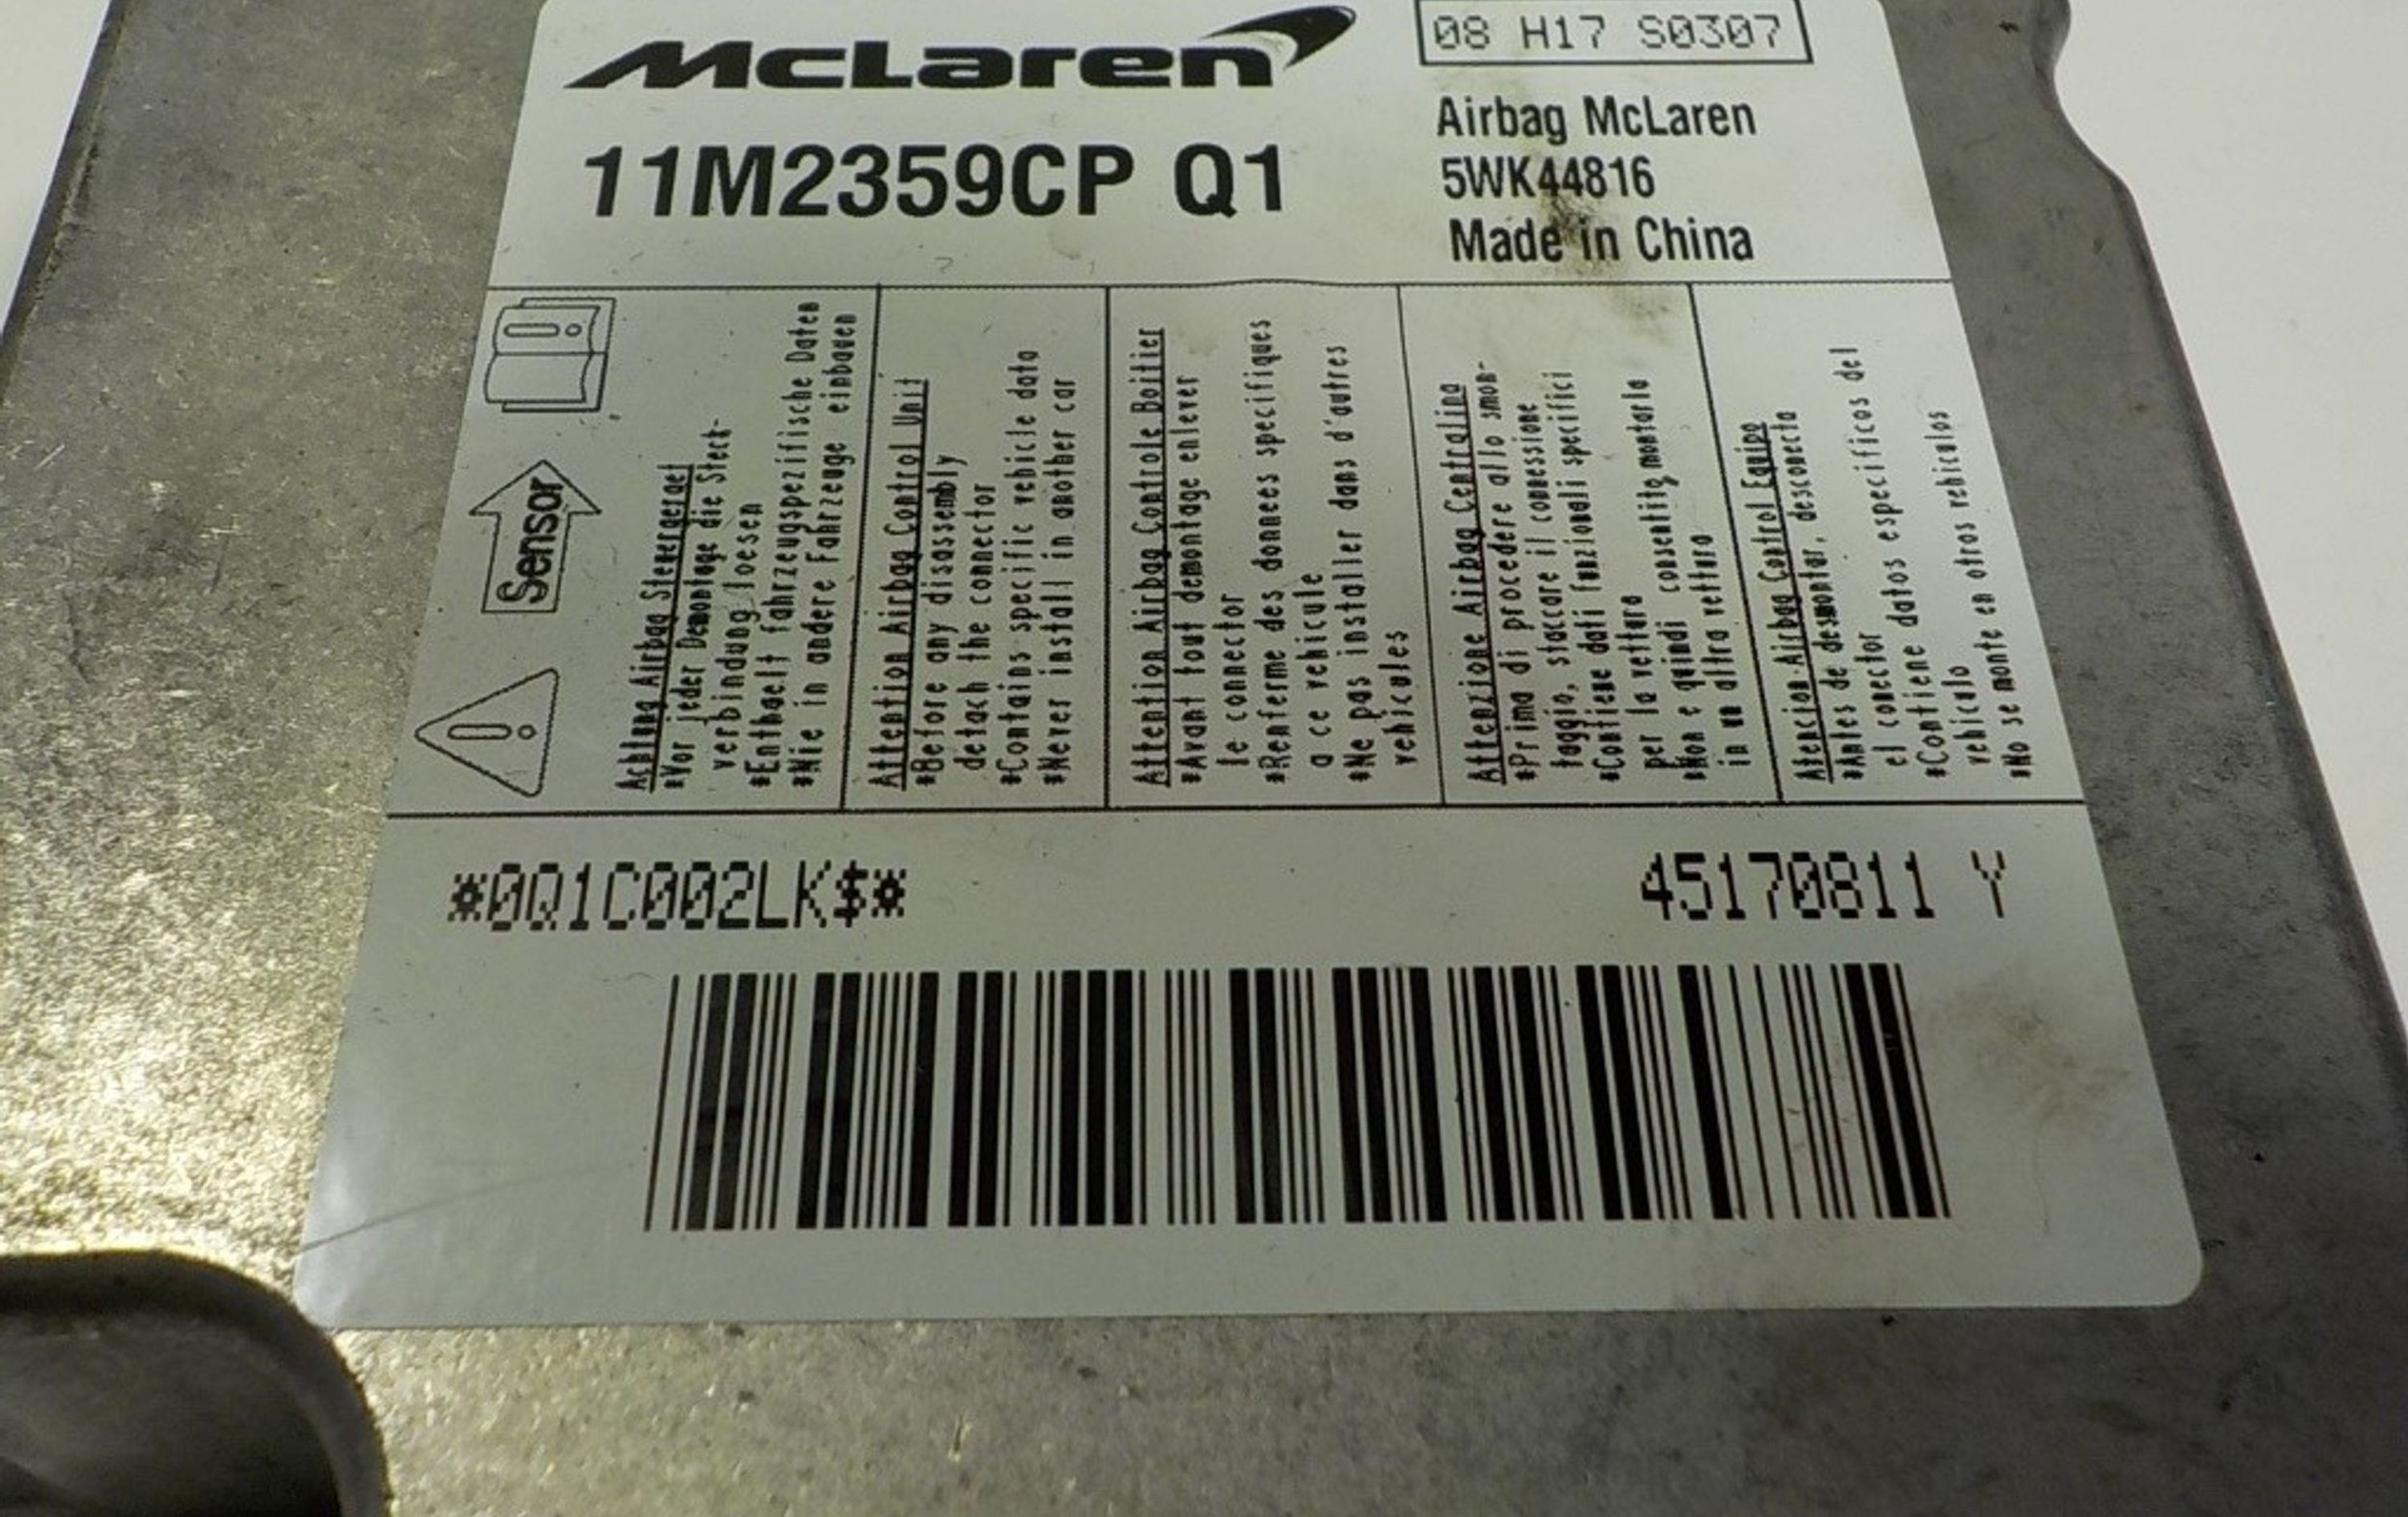 McLaren
08 H17 S0307
11M2359CP Q1
Airbag McLaren
5WK44816
Made in China
Sensor
Achtung Airbag Steuergeraet
*Vor jeder Demontage die Steck-
verbindung loesen
*Enthaelt fahrzeugspezifische Daten
*Nie in andere Fahrzeuge einbauen
Attention Airbag Control Unit
*Before any disassembly
detach the connector
*Contains specific vehicle data
*Never install in another car
Attention Airbag Controle Boitier
*Avant tout demontage enlever
le connector
*Renferme des donnees specifiques
a ce vehicule
*Ne pas installer dans d'autres
vehicules
Attenzione Airbag Centralina
*Prima di procedere allo smon-
taggio, staccare il connessione
*Contiene dati funzionali specifici
per la vettura
*Non e quindi consentito montarla
in un altra vettura
Atencion Airbag Control Equipo
*Antes de desmontar, desconecta
el conector
*Contiene datos especificos del
vehiculo
*No se monte en otros vehiculos
*0Q1C002LK$*
45170811 Y